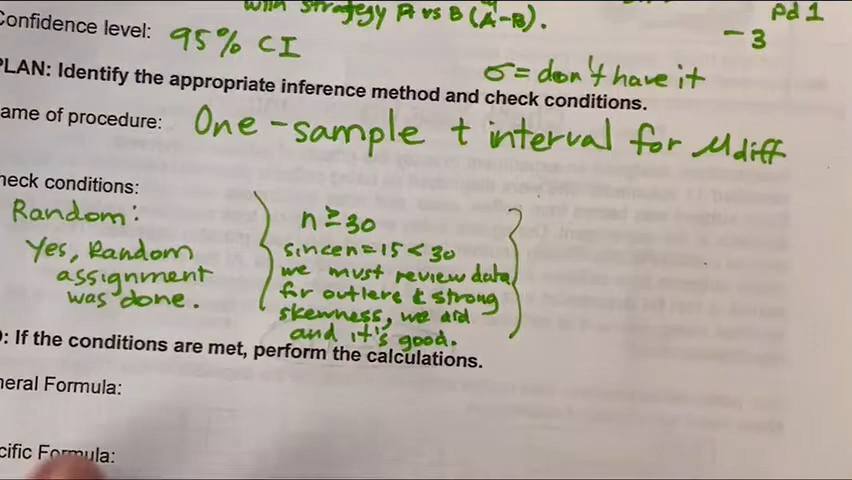 with strategy A vs B (A-B).
pd 1
-3
Confidence level: 95% CI
σ = don't have it
PLAN: Identify the appropriate inference method and check conditions.
ame of procedure: One-sample t interval for μdiff
heck conditions:
Random:
Yes, Random
assignment
was done.
n ≥ 30
since n = 15 < 30
we must review data
for outlers & strong
skewness, we did
and it's good.
O: If the conditions are met, perform the calculations.
neral Formula:
cific Formula: